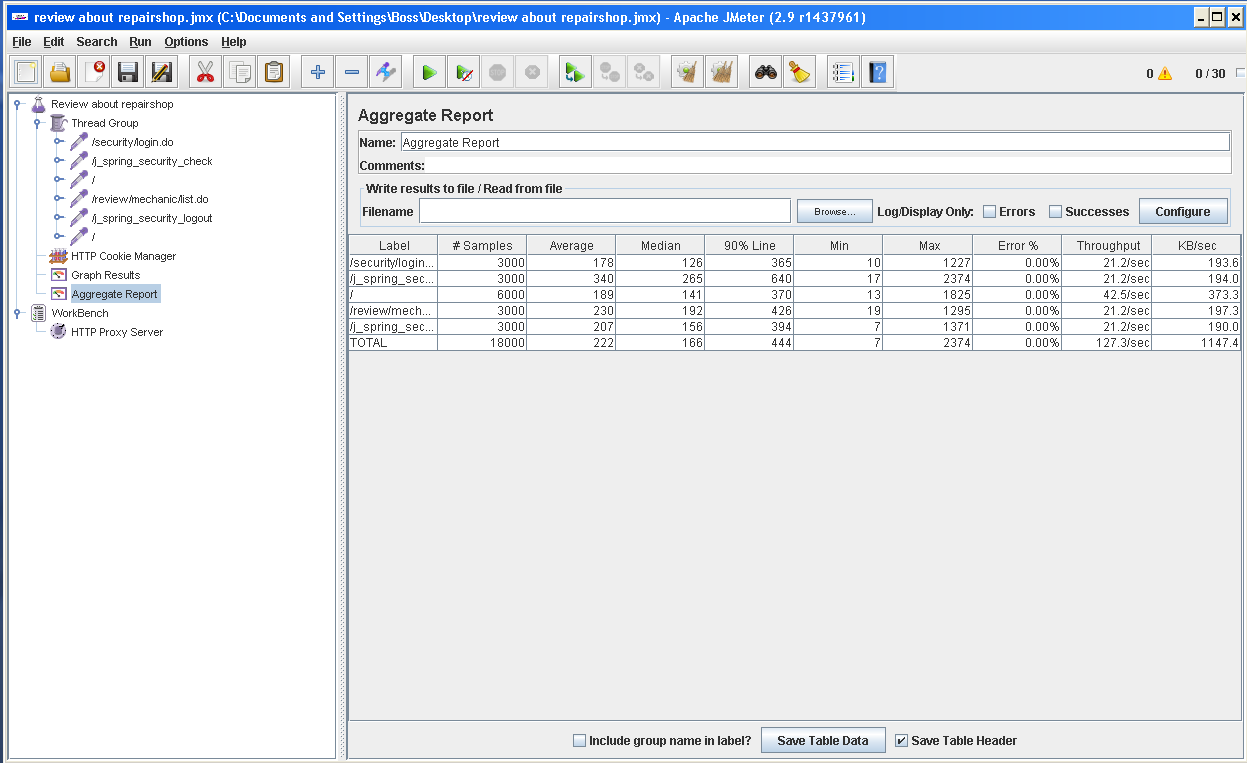 review about repairshop.jmx (C:\Documents and Settings\Boss\Desktop\review about repairshop.jmx) - Apache JMeter (2.9 r1437961)
File Edit Search Run Options Help
0 0 / 30
Review about repairshop
Thread Group
/security/login.do
/j_spring_security_check
/
/review/mechanic/list.do
/j_spring_security_logout
/
HTTP Cookie Manager
Graph Results
Aggregate Report
WorkBench
HTTP Proxy Server
Aggregate Report
Name: Aggregate Report
Comments:
Write results to file / Read from file
Filename Browse... Log/Display Only: Errors Successes Configure
Label # Samples Average Median 90% Line Min Max Error % Throughput KB/sec
/security/login... 3000 178 126 365 10 1227 0.00% 21.2/sec 193.6
/j_spring_sec... 3000 340 265 640 17 2374 0.00% 21.2/sec 194.0
/ 6000 189 141 370 13 1825 0.00% 42.5/sec 373.3
/review/mech... 3000 230 192 426 19 1295 0.00% 21.2/sec 197.3
/j_spring_sec... 3000 207 156 394 7 1371 0.00% 21.2/sec 190.0
TOTAL 18000 222 166 444 7 2374 0.00% 127.3/sec 1147.4
Include group name in label? Save Table Data Save Table Header